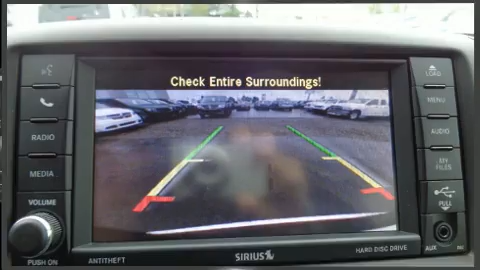 Check Entire Surroundings!
LOAD
MENU
RADIO
AUDIO
MEDIA
MY
FILES
VOLUME
PULL
PUSH ON
ANTITHEFT
SIRIUS
HARD DISC DRIVE
AUX